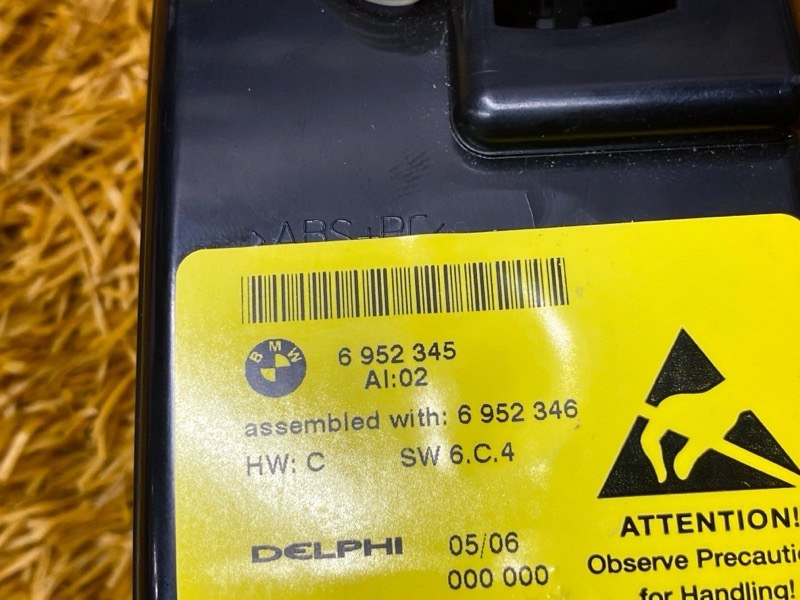 >ABS+PC<
BMW
6 952 345
AI:02
assembled with: 6 952 346
HW: C SW 6.C.4
DELPHI 05/06
000 000
ATTENTION!
Observe
for Handling!